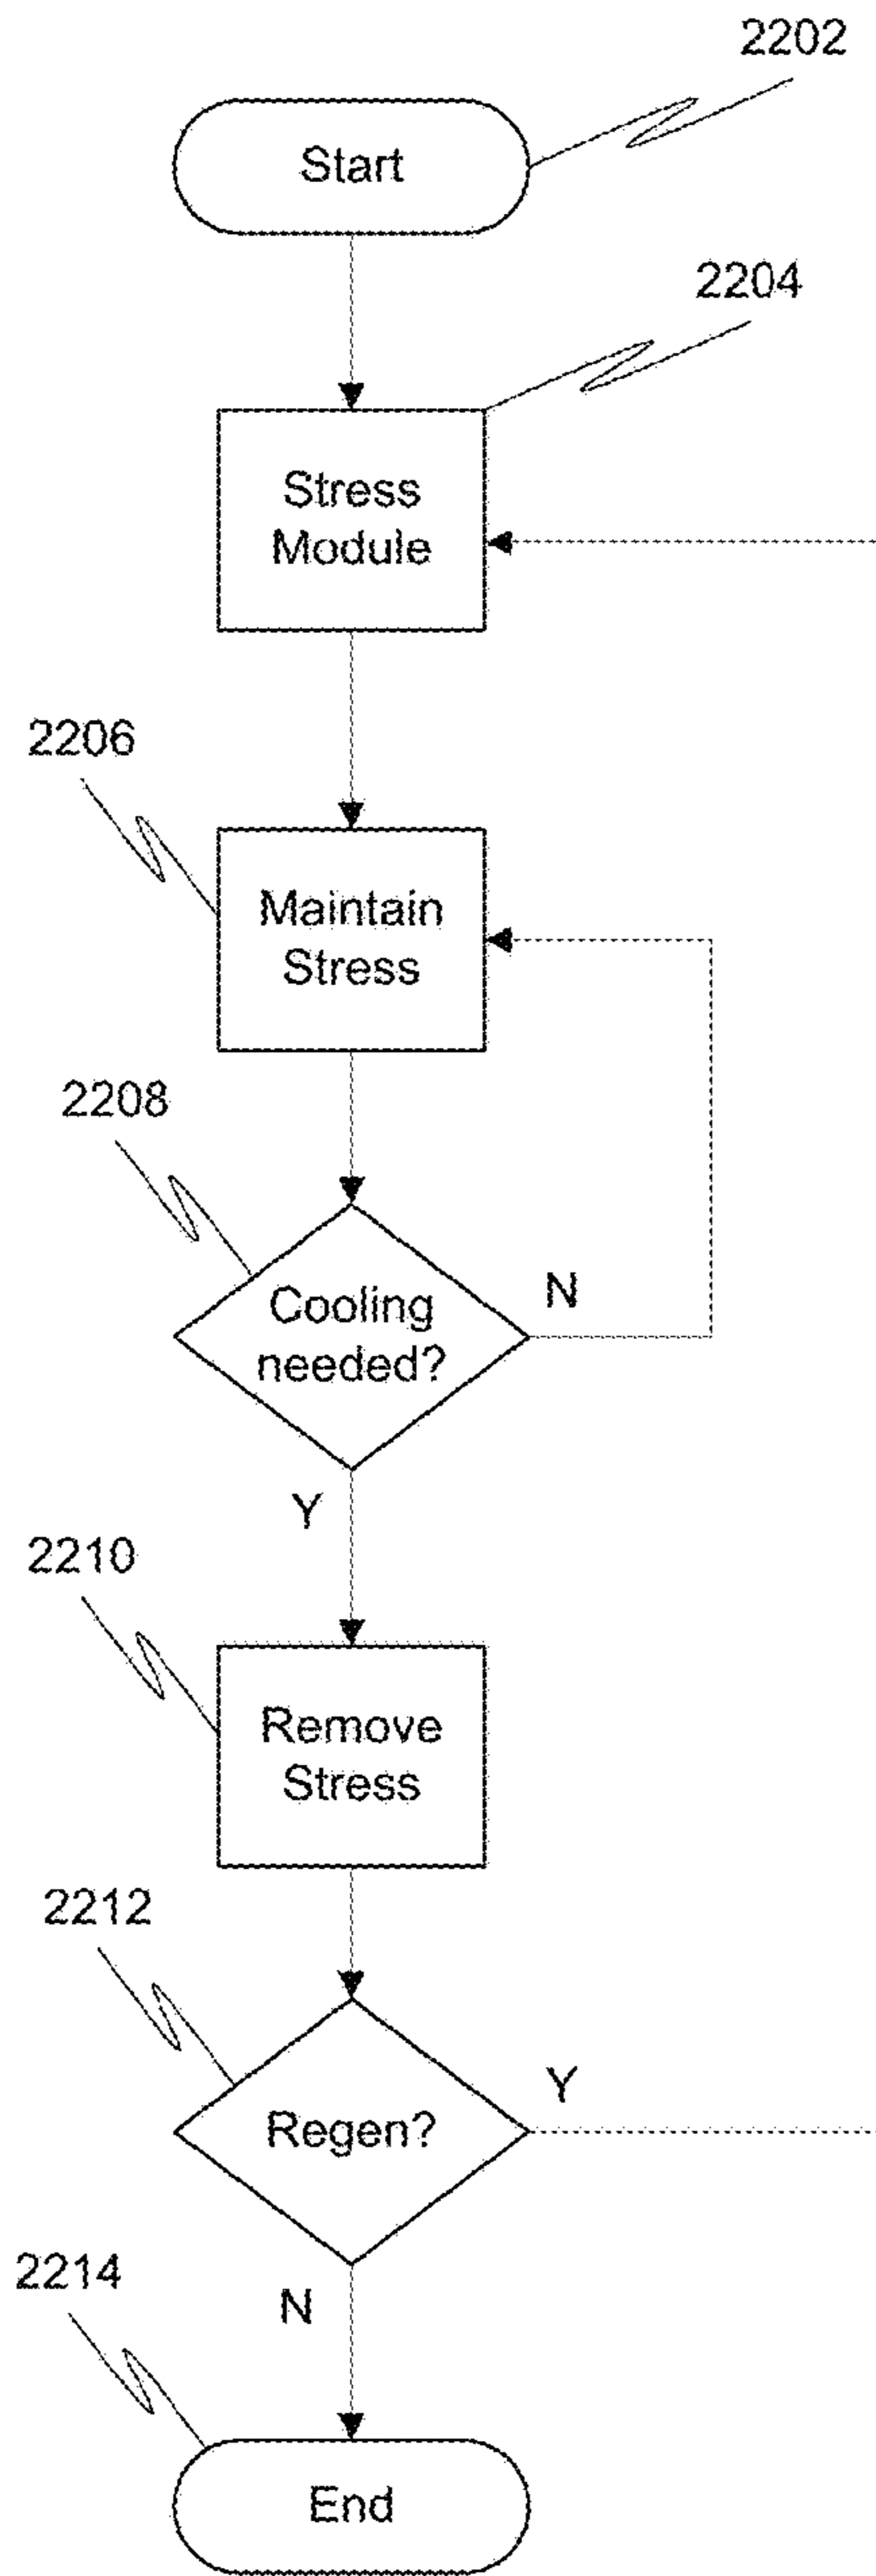 2202
Start
2204
Stress
Module
2206
Maintain
Stress
2208
Cooling
needed?
N
Y
2210
Remove
Stress
2212
Regen?
Y
N
2214
End